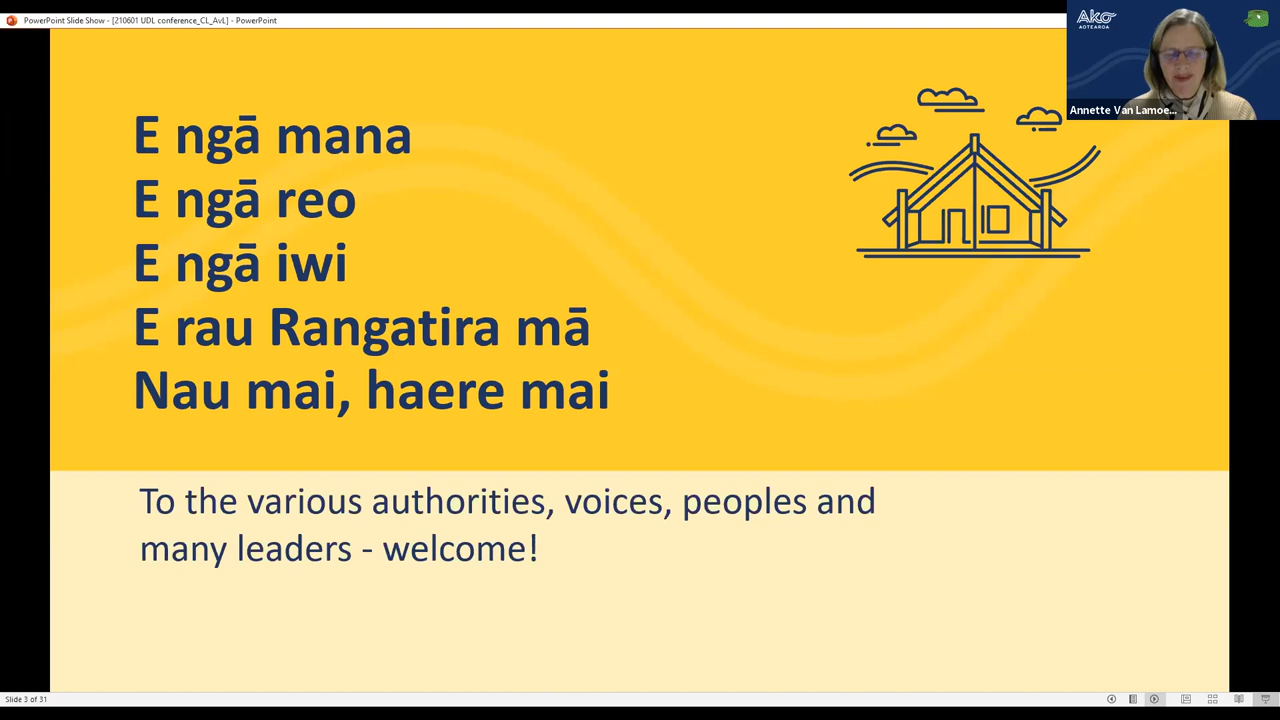 PowerPoint Slide Show - [210601 UDL conference_CL_AvL] - PowerPoint
Ako
AOTEAROA
Annette Van Lamoe...
E ngā mana
E ngā reo
E ngā iwi
E rau Rangatira mā
Nau mai, haere mai
To the various authorities, voices, peoples and
many leaders - welcome!
Slide 3 of 31